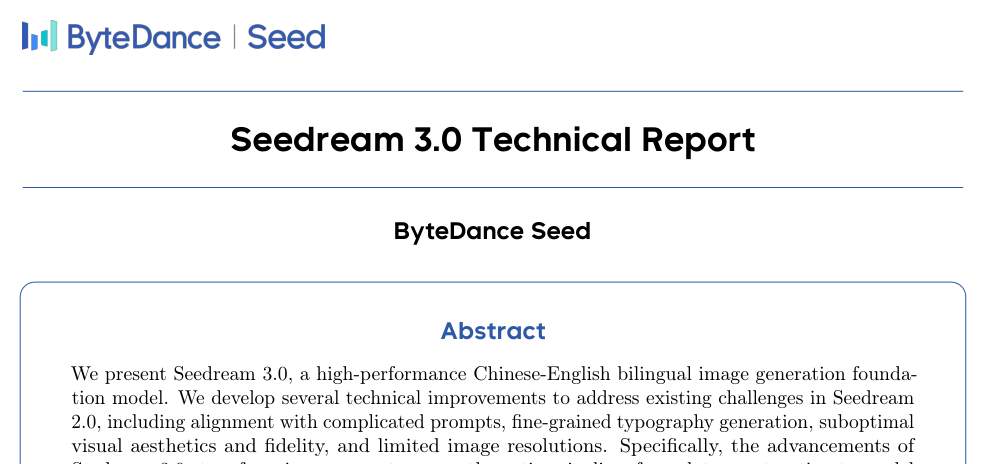 ByteDance | Seed
Seedream 3.0 Technical Report
ByteDance Seed
Abstract
We present Seedream 3.0, a high-performance Chinese-English bilingual image generation founda-
tion model. We develop several technical improvements to address existing challenges in Seedream
2.0, including alignment with complicated prompts, fine-grained typography generation, suboptimal
visual aesthetics and fidelity, and limited image resolutions. Specifically, the advancements of